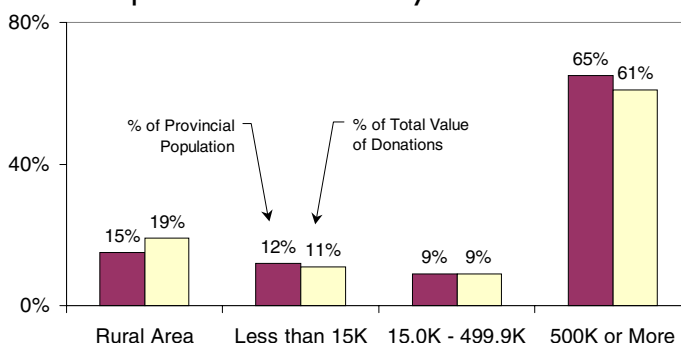 80%
65%
61%
% of Provincial
Population
% of Total Value
of Donations
40%
15%
19%
12%
11%
9%
9%
0%
Rural Area
Less than 15K
15.0K - 499.9K
500K or More